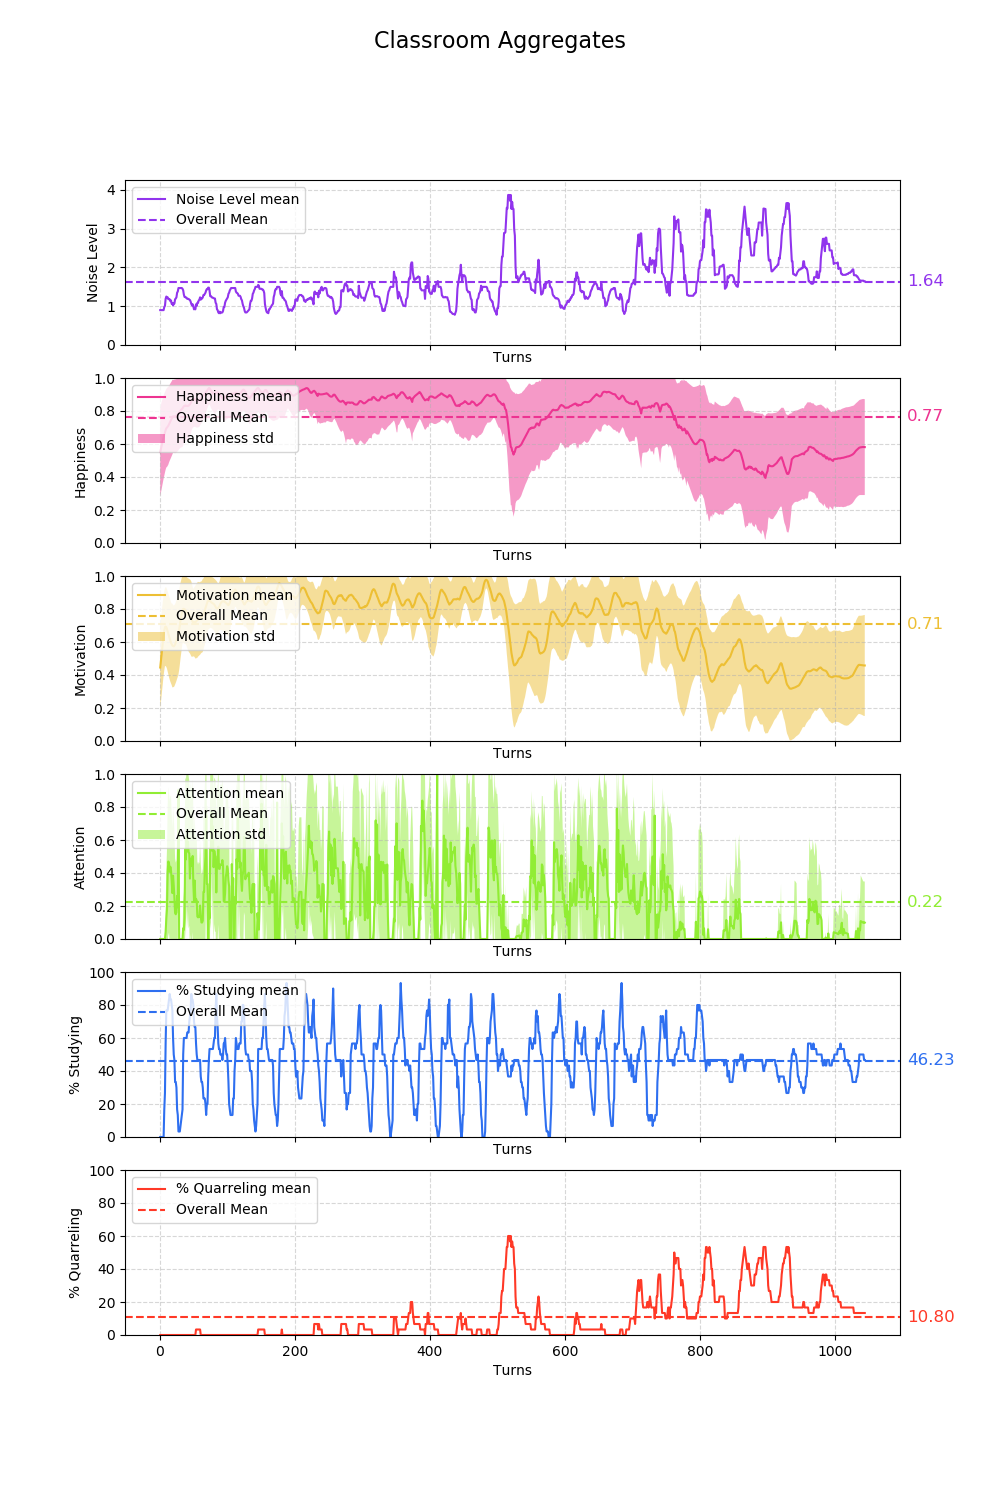 Classroom Aggregates
Noise Level
4
3
2
1
0
Noise Level mean
Overall Mean
1.64
Turns
Happiness
1.0
0.8
0.6
0.4
0.2
0.0
Happiness mean
Overall Mean
Happiness std
0.77
Turns
Motivation
1.0
0.8
0.6
0.4
0.2
0.0
Motivation mean
Overall Mean
Motivation std
0.71
Turns
Attention
1.0
0.8
0.6
0.4
0.2
0.0
Attention mean
Overall Mean
Attention std
0.22
Turns
% Studying
100
80
60
40
20
0
% Studying mean
Overall Mean
46.23
Turns
% Quarreling
100
80
60
40
20
0
% Quarreling mean
Overall Mean
10.80
0 200 400 600 800 1000
Turns